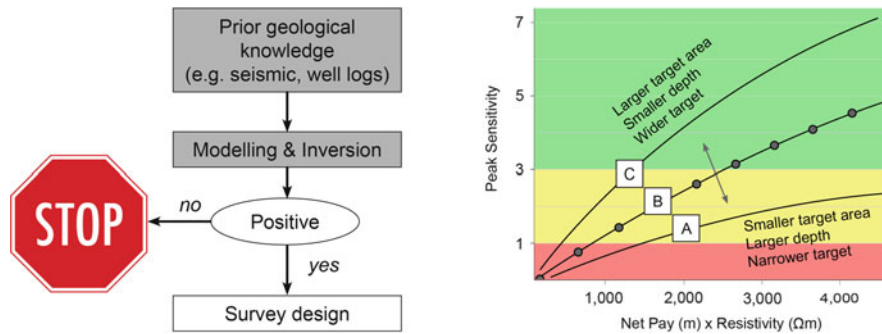 Prior geological
knowledge
(e.g. seismic, well logs)
Modelling & Inversion
STOP
no
Positive
yes
Survey design
Peak Sensitivity
7
5
3
1
Larger target area
Smaller depth
Wider target
C
B
A
Smaller target area
Larger depth
Narrower target
1,000
2,000
3,000
4,000
Net Pay (m) x Resistivity (Ωm)